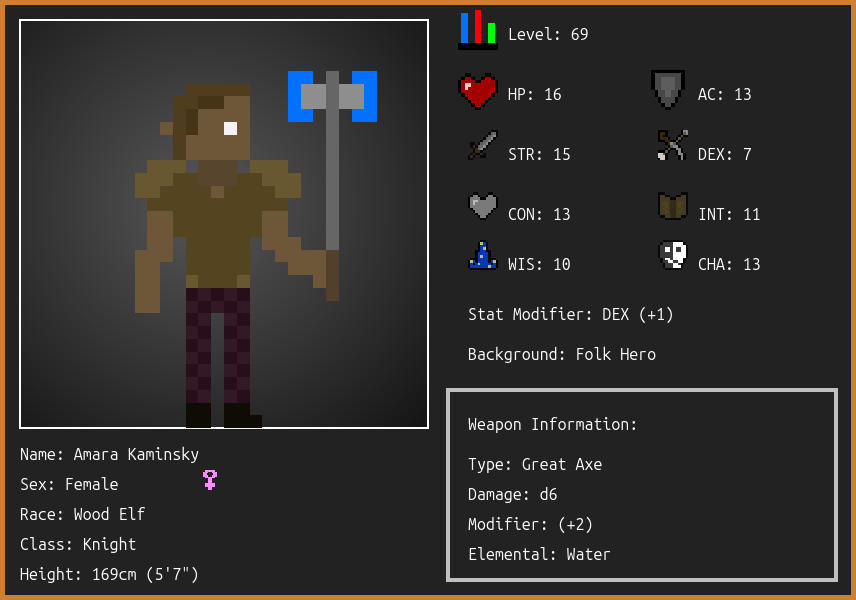 Level: 69
HP: 16
AC: 13
STR: 15
DEX: 7
CON: 13
INT: 11
WIS: 10
CHA: 13
Stat Modifier: DEX (+1)
Background: Folk Hero
Weapon Information:
Type: Great Axe
Damage: d6
Modifier: (+2)
Elemental: Water
Name: Amara Kaminsky
Sex: Female
Race: Wood Elf
Class: Knight
Height: 169cm (5'7")